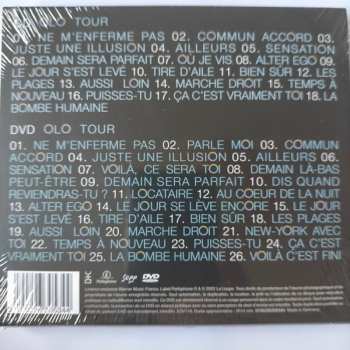 CD OLO TOUR
01. NE M'ENFERME PAS 02. COMMUN ACCORD 03.
JUSTE UNE ILLUSION 04. AILLEURS 05. SENSATION
06. DEMAIN SERA PARFAIT 07. OÙ JE VIS 08. ALTER EGO 09.
LE JOUR S'EST LEVÉ 10. TIRE D'AILE 11. BIEN SÛR 12. LES
PLAGES 13. AUSSI LOIN 14. MARCHE DROIT 15. TEMPS À
NOUVEAU 16. PUISSES-TU 17. ÇA C'EST VRAIMENT TOI 18. LA
BOMBE HUMAINE
DVD OLO TOUR
01. NE M'ENFERME PAS 02. PARLE MOI 03. COMMUN
ACCORD 04. JUSTE UNE ILLUSION 05. AILLEURS 06.
SENSATION 07. VOILÀ, CE SERA TOI 08. DEMAIN LÀ-BAS
PEUT-ÊTRE 09. DEMAIN SERA PARFAIT 10. DIS QUAND
REVIENDRAS-TU ? 11. LOCATAIRE 12. AU COEUR DE LA NUIT
13. ALTER EGO 14. LE JOUR SE LÈVE ENCORE 15. LE JOUR
S'EST LEVÉ 16. TIRE D'AILE 17. BIEN SÛR 18. LES PLAGES
19. AUSSI LOIN 20. MARCHE DROIT 21. NEW-YORK AVEC
TOI 22. TEMPS À NOUVEAU 23. PUISSES-TU 24. ÇA C'EST
VRAIMENT TOI 25. LA BOMBE HUMAINE 26. VOILÀ C'EST FINI
Parlophone
DVD